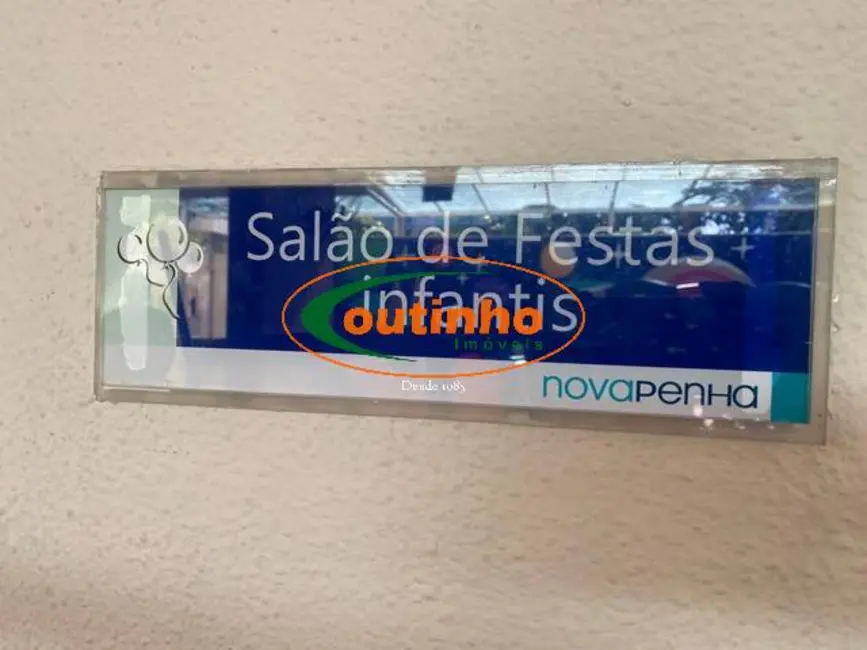 Salão de Festas
infantis
outinho
Imóveis
Desde 1985
novapenha